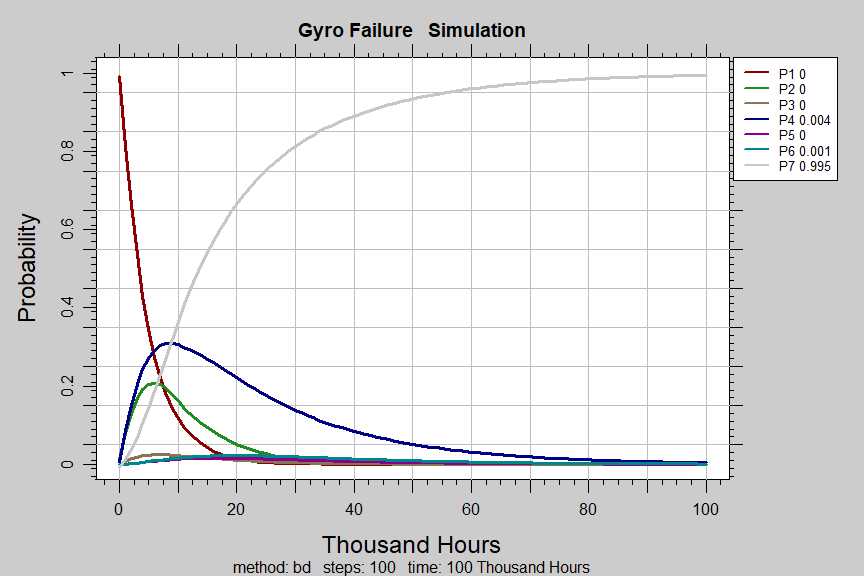 Gyro Failure Simulation
P1 0
P2 0
P3 0
P4 0.004
P5 0
P6 0.001
P7 0.995
Probability
1
0.8
0.6
0.4
0.2
0
0 20 40 60 80 100
Thousand Hours
method: bd steps: 100 time: 100 Thousand Hours